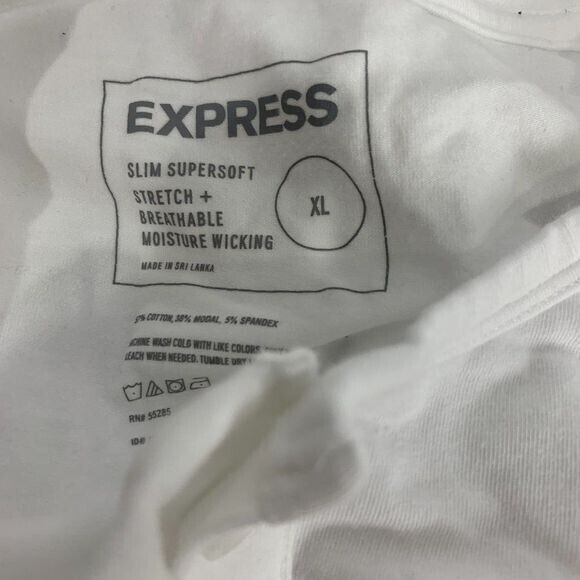 EXPRESS
SLIM SUPERSOFT
STRETCH +
BREATHABLE
MOISTURE WICKING
XL
MADE IN SRI LANKA
COTTON, 38% MODAL, 5% SPANDEX
WASH COLD WITH LIKE COLORS.
WHEN NEEDED. TUMBLE DRY
RN# 55285
ID#